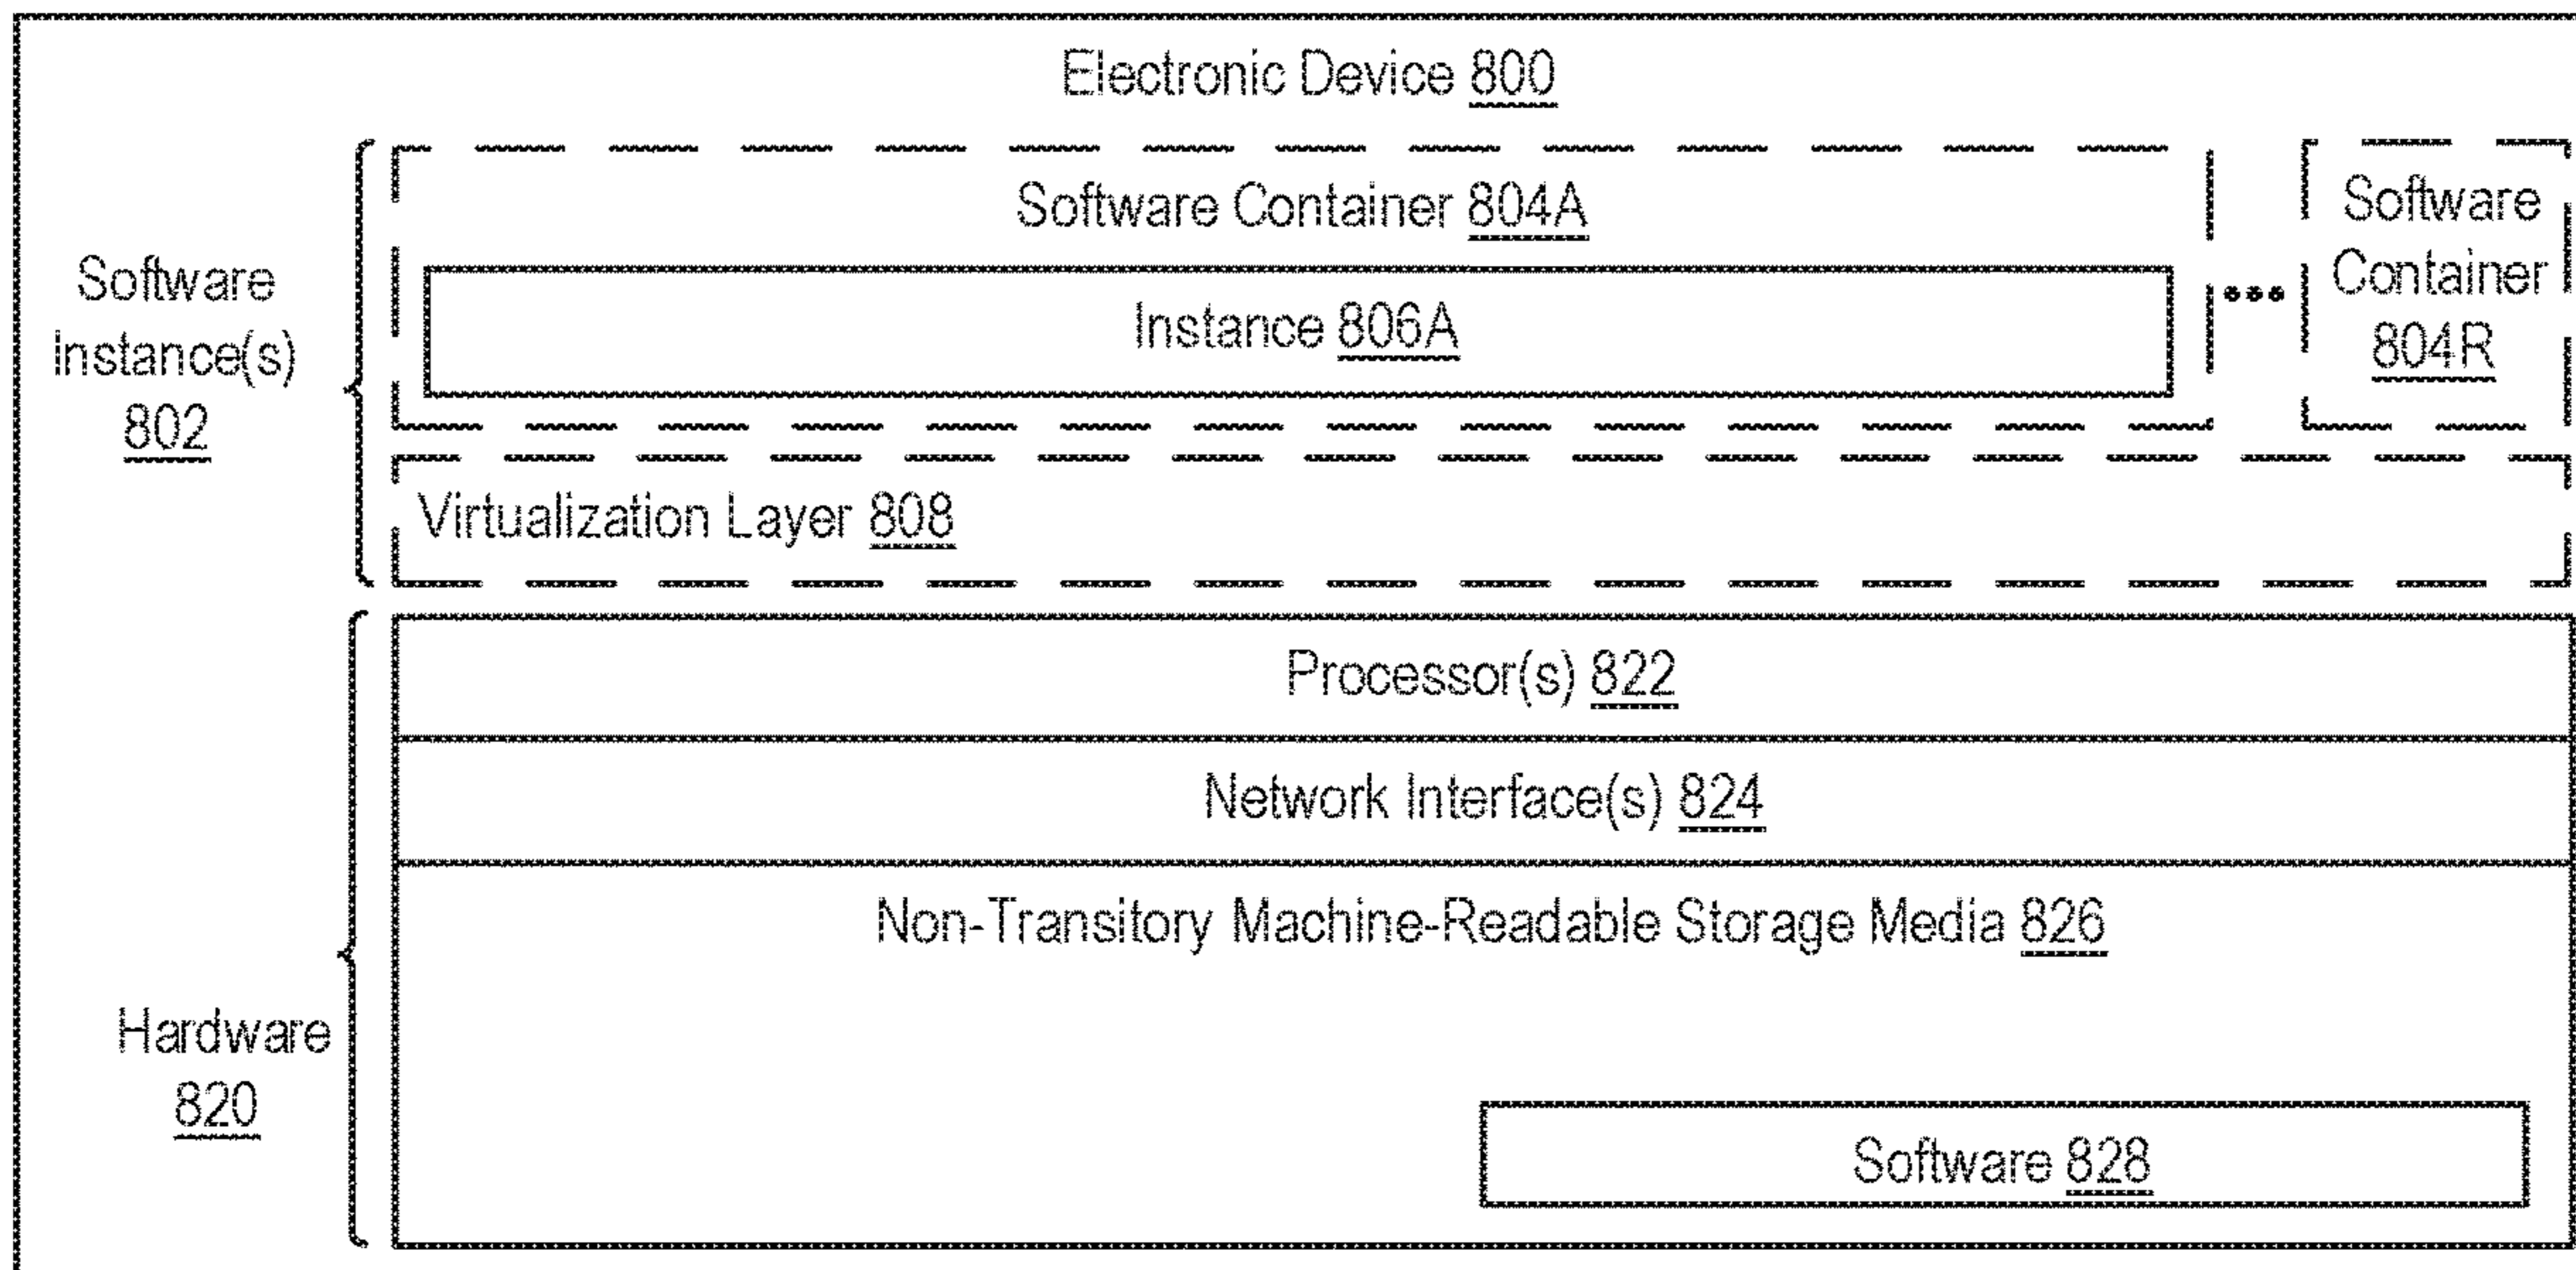 Electronic Device 800
Software Container 804A
Instance 806A
•••
Software
Container
804R
Software
Instance(s)
802
Virtualization Layer 808
Processor(s) 822
Network Interface(s) 824
Non-Transitory Machine-Readable Storage Media 826
Hardware
820
Software 828